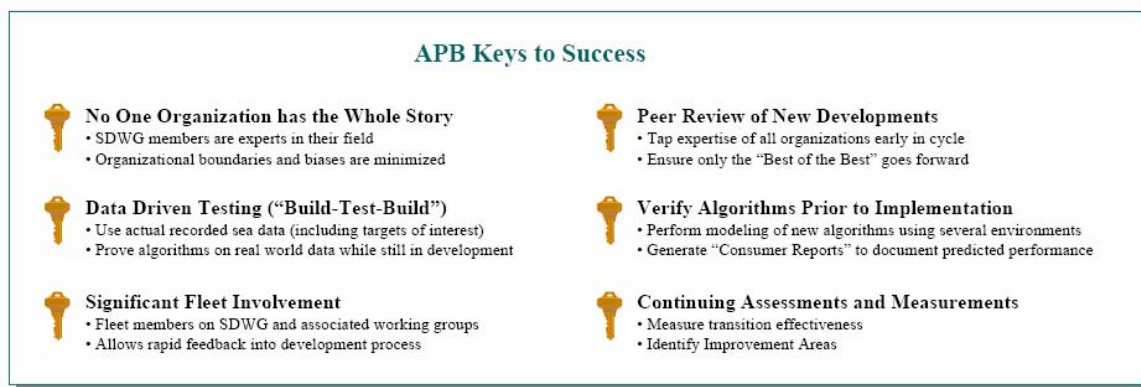 APB Keys to Success
No One Organization has the Whole Story
• SDWG members are experts in their field
• Organizational boundaries and biases are minimized
Data Driven Testing (“Build-Test-Build”)
• Use actual recorded sea data (including targets of interest)
• Prove algorithms on real world data while still in development
Significant Fleet Involvement
• Fleet members on SDWG and associated working groups
• Allows rapid feedback into development process
Peer Review of New Developments
• Tap expertise of all organizations early in cycle
• Ensure only the “Best of the Best” goes forward
Verify Algorithms Prior to Implementation
• Perform modeling of new algorithms using several environments
• Generate “Consumer Reports” to document predicted performance
Continuing Assessments and Measurements
• Measure transition effectiveness
• Identify Improvement Areas